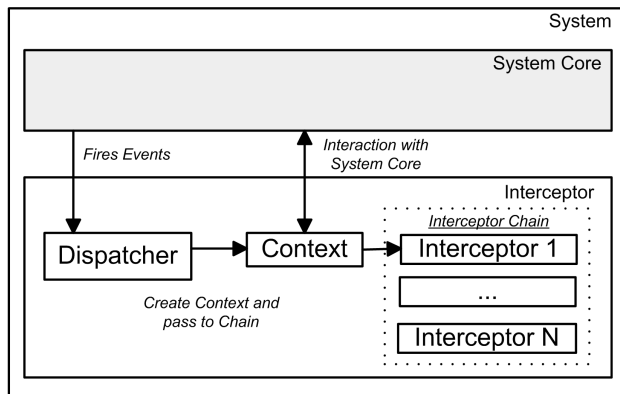 System
System Core
Fires Events
Interaction with
System Core
Interceptor
Interceptor Chain
Dispatcher
Context
Interceptor 1
...
Create Context and
pass to Chain
Interceptor N